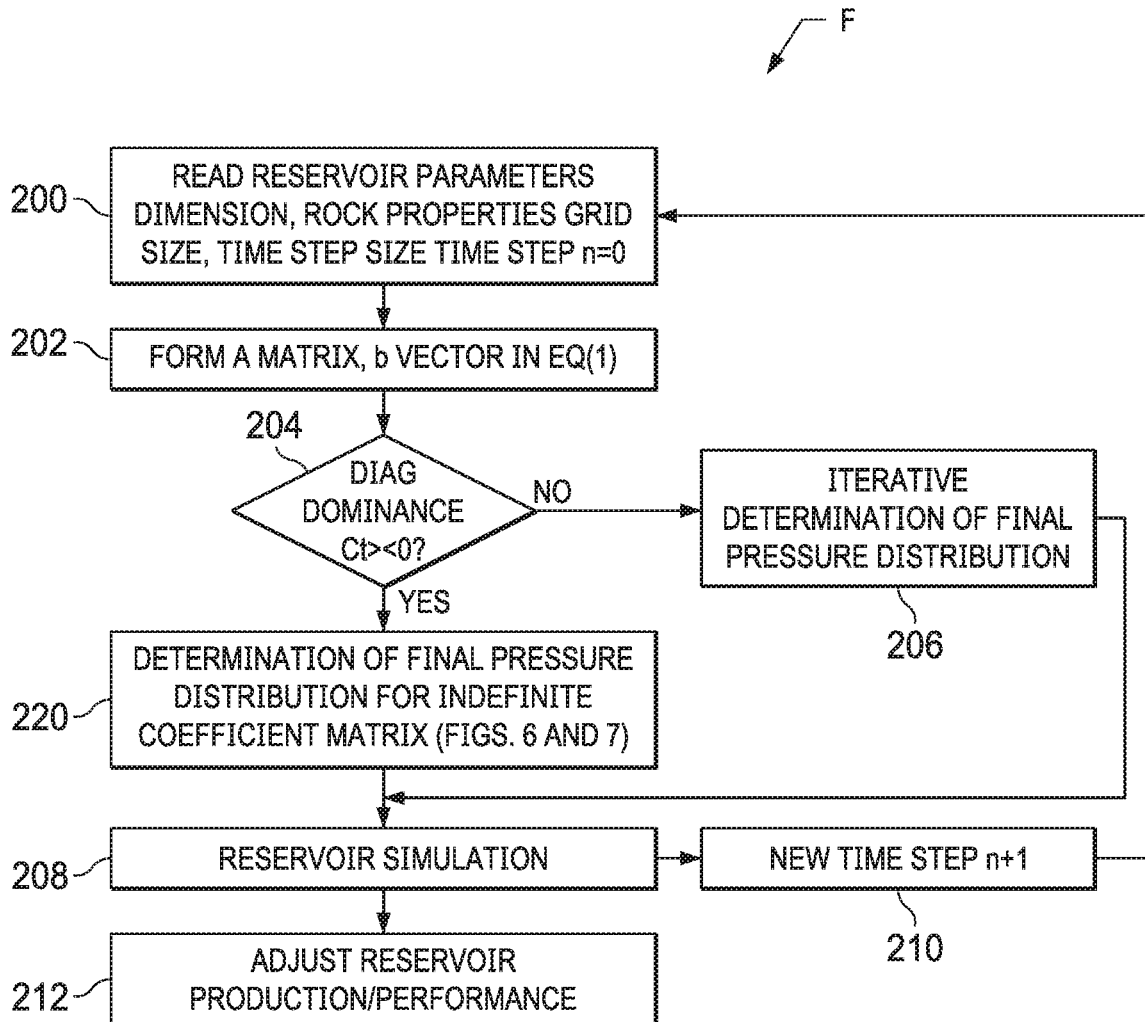 F
200
READ RESERVOIR PARAMETERS
DIMENSION, ROCK PROPERTIES GRID
SIZE, TIME STEP SIZE TIME STEP n=0
202
FORM A MATRIX, b VECTOR IN EQ(1)
204
DIAG
DOMINANCE
Ct><0?
NO
YES
ITERATIVE
DETERMINATION OF FINAL
PRESSURE DISTRIBUTION
206
220
DETERMINATION OF FINAL PRESSURE
DISTRIBUTION FOR INDEFINITE
COEFFICIENT MATRIX (FIGS. 6 AND 7)
208
RESERVOIR SIMULATION
NEW TIME STEP n+1
210
212
ADJUST RESERVOIR
PRODUCTION/PERFORMANCE